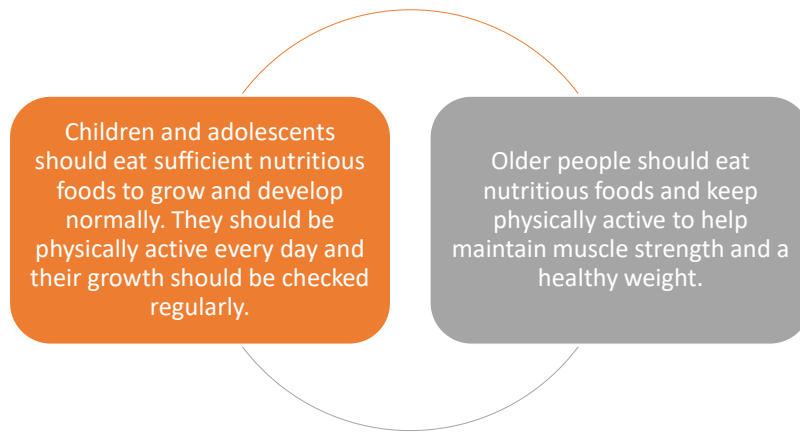 Children and adolescents
should eat sufficient nutritious
foods to grow and develop
normally. They should be
physically active every day and
their growth should be checked
regularly.
Older people should eat
nutritious foods and keep
physically active to help
maintain muscle strength and a
healthy weight.